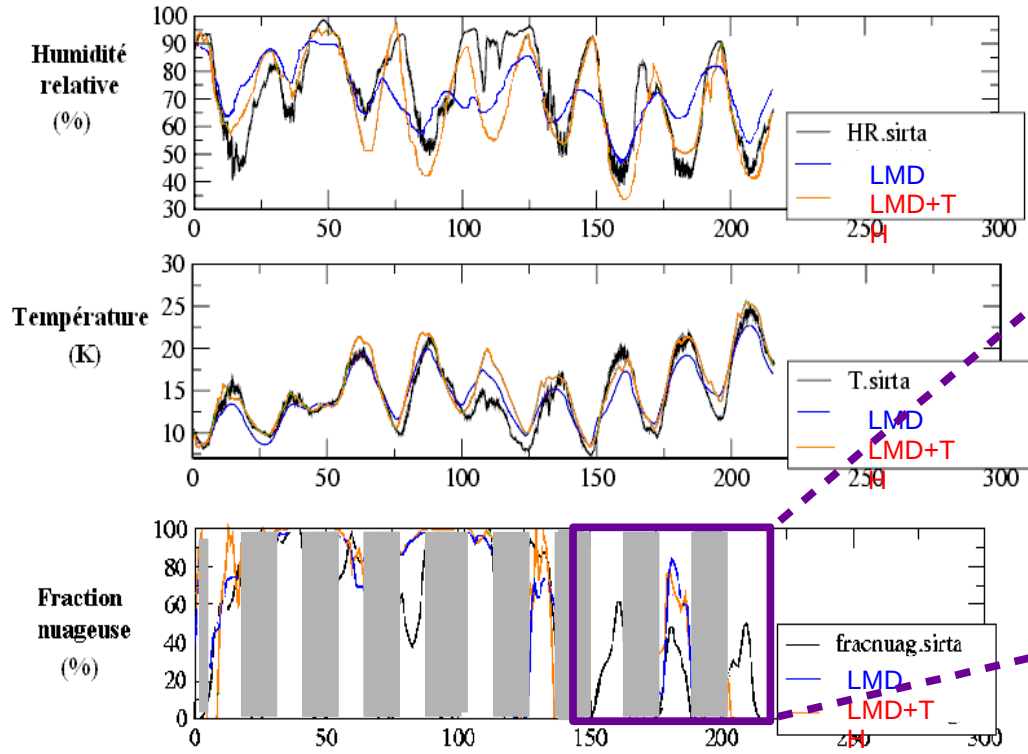 100
90
80
70
60
50
40
30
Humidité
relative
(%)
HR.sirta
LMD
LMD+T
H
0 50 100 150 200 250 300
30
25
20
15
10
Température
(K)
T.sirta
LMD
LMD+T
H
0 50 100 150 200 250 300
100
80
60
40
20
0
Fraction
nuageuse
(%)
fracnuag.sirta
LMD
LMD+T
H
0 50 100 150 200 250 300